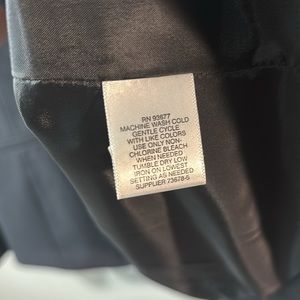 RN 93677
MACHINE WASH COLD
GENTLE CYCLE
WITH LIKE COLORS
USE ONLY NON-
CHLORINE BLEACH
WHEN NEEDED
TUMBLE DRY LOW
IRON ON LOWEST
SETTING AS NEEDED
SUPPLIER 73678-5